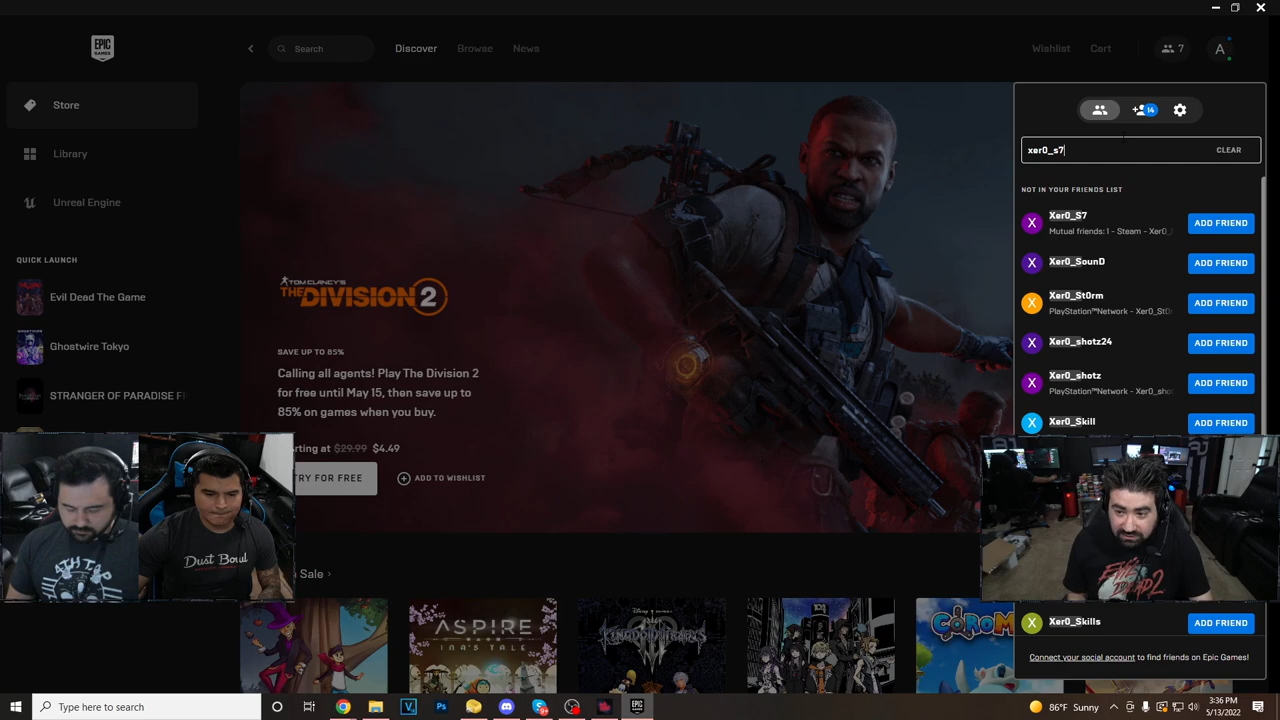 EPIC
GAMES
Search
Discover
Browse
News
Wishlist
Cart
7
A
Store
Library
Unreal Engine
QUICK LAUNCH
Evil Dead The Game
Ghostwire Tokyo
STRANGER OF PARADISE FI
TOM CLANCY'S
THE DIVISION 2
SAVE UP TO 85%
Calling all agents! Play The Division 2
for free until May 15, then save up to
85% on games when you buy.
rting at $29.99 $4.49
TRY FOR FREE
ADD TO WISHLIST
Sale
14
xer0_s7
CLEAR
NOT IN YOUR FRIENDS LIST
X
Xer0_S7
Mutual friends: 1 - Steam - Xer0_
ADD FRIEND
X
Xer0_SounD
ADD FRIEND
X
Xer0_St0rm
PlayStation™Network - Xer0_St0
ADD FRIEND
X
Xer0_shotz24
ADD FRIEND
X
Xer0_shotz
PlayStation™Network - Xer0_sho
ADD FRIEND
X
Xer0_Skill
ADD FRIEND
X
Xer0_Skills
ADD FRIEND
Connect your social account to find friends on Epic Games!
DUST BOWL
EVIL DEAD 2
ASPIRE
INA'S TALE
KINGDOM HEARTS
III
Type here to search
86°F Sunny
3:36 PM
5/13/2022